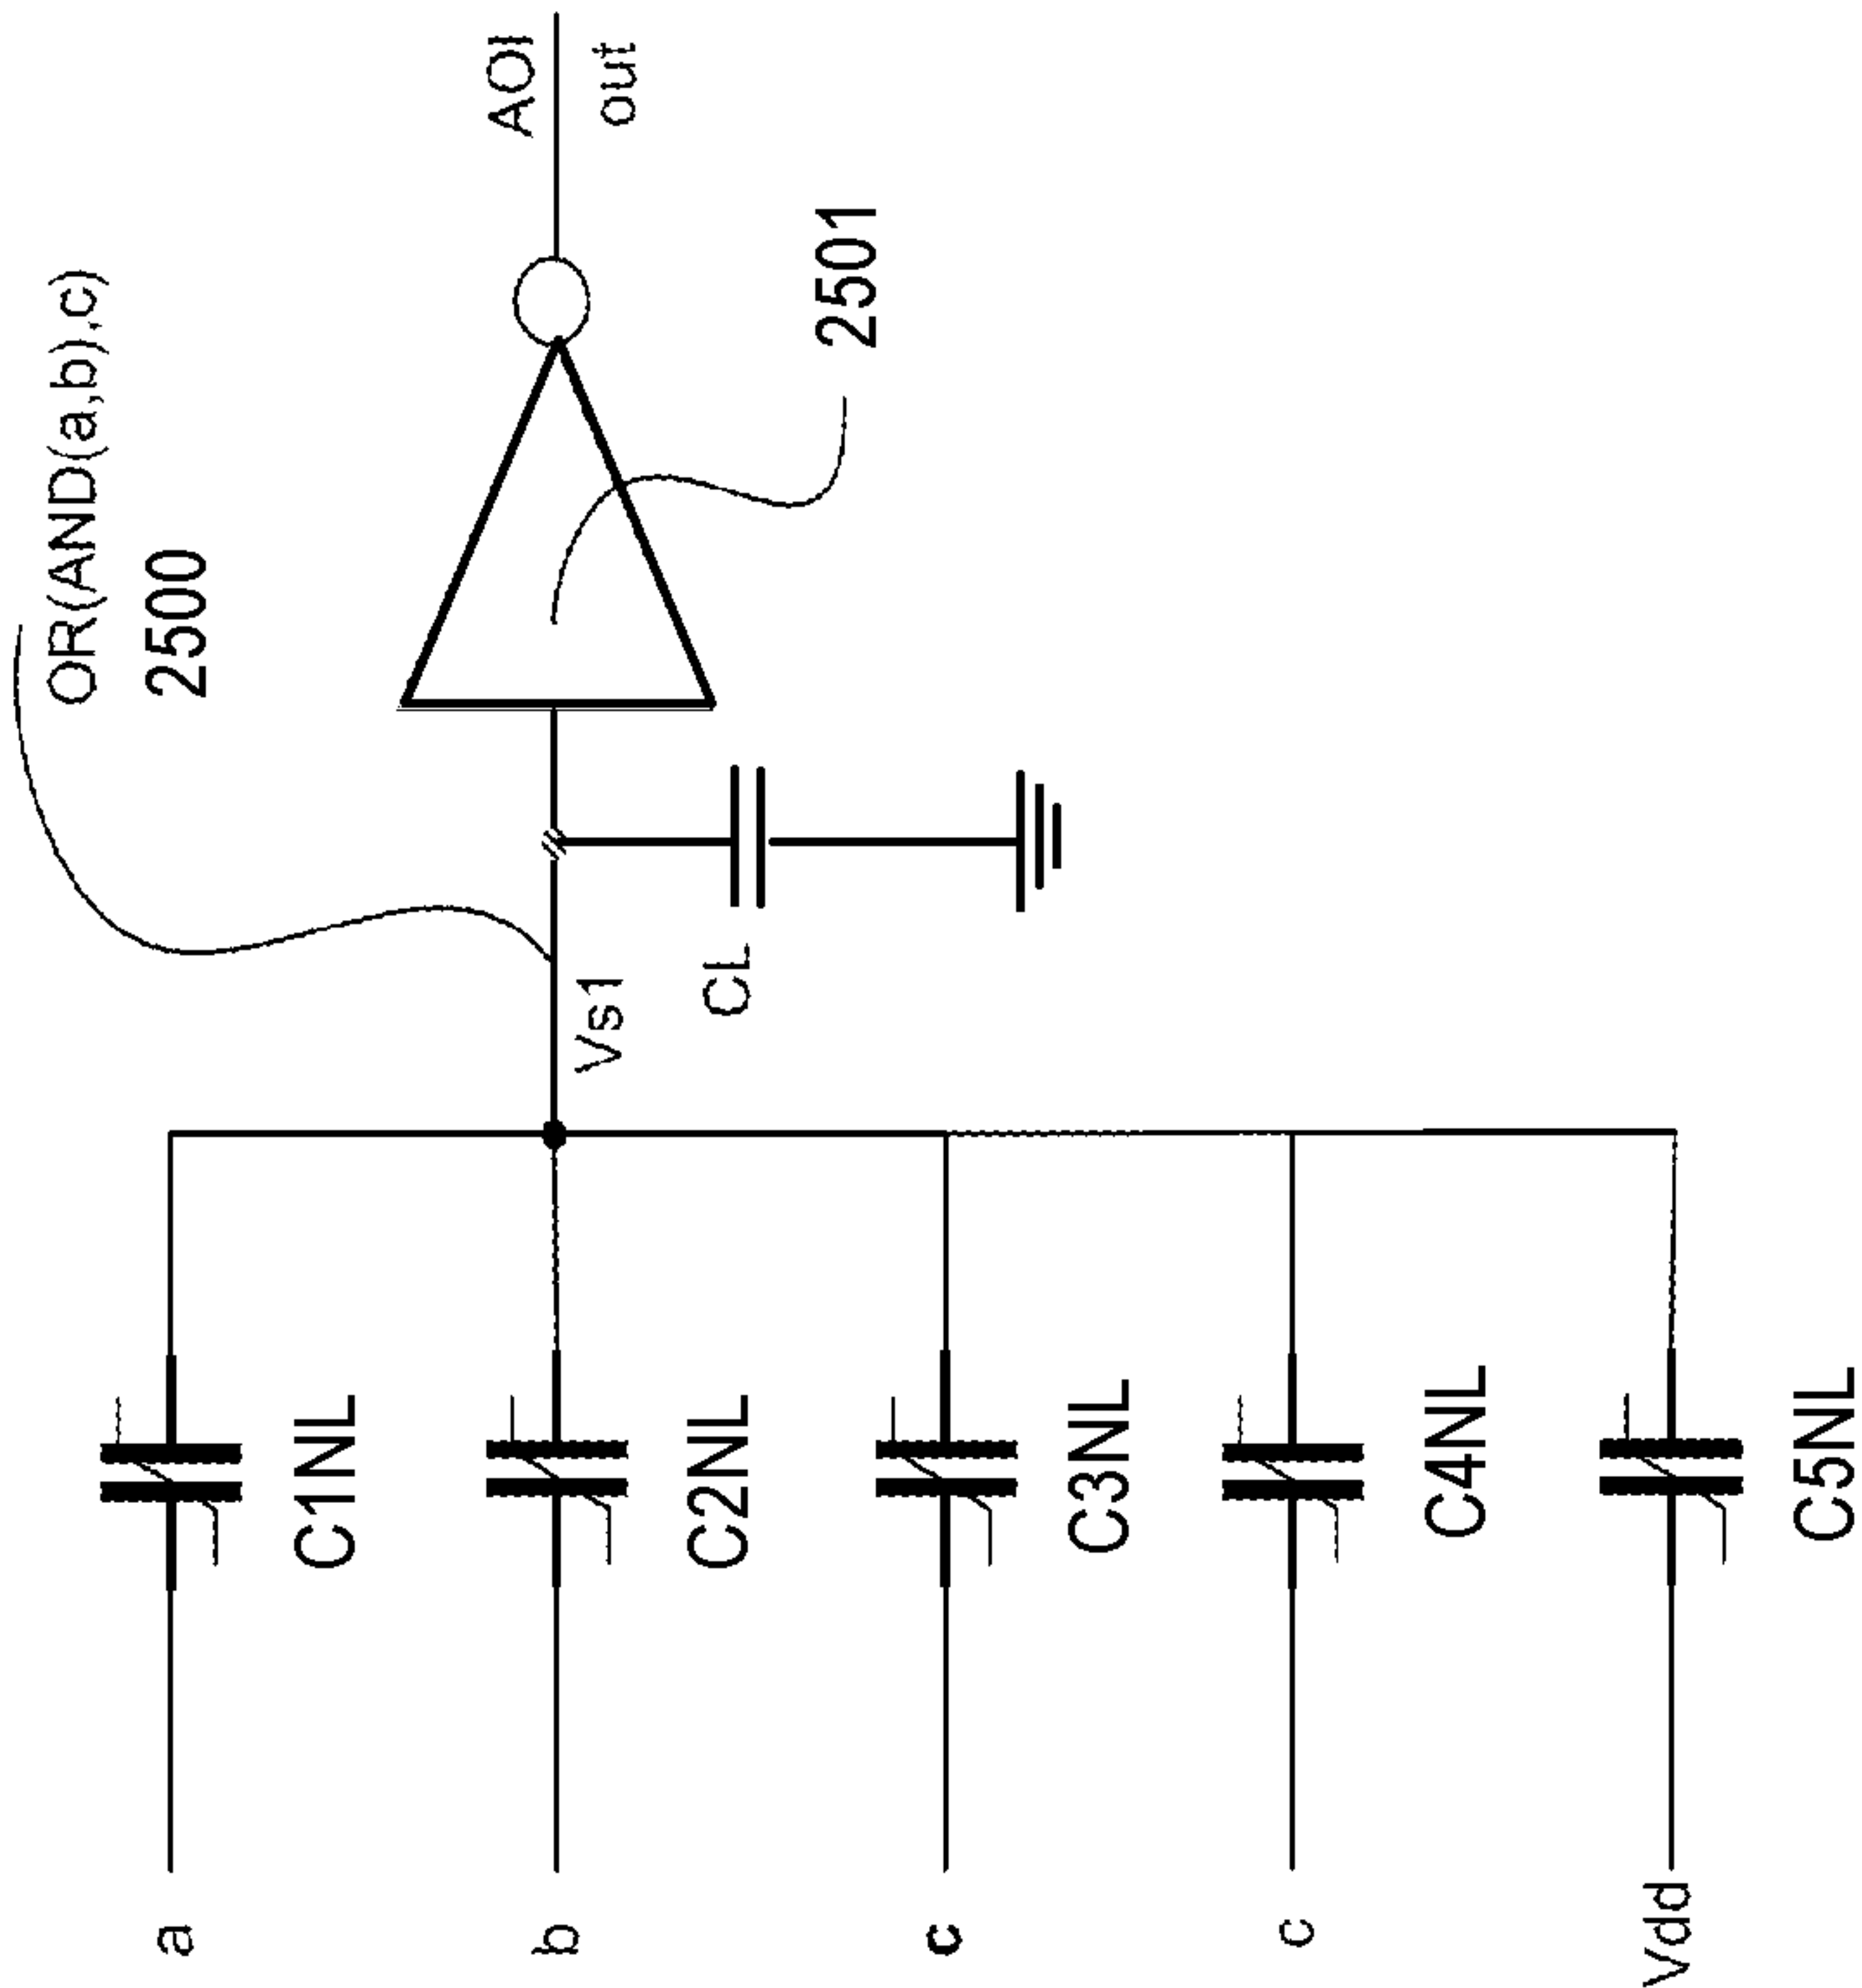 OR(AND(a,b),c)
2500
AOI
out
2501
Vs1
CL
a
C1NL
b
C2NL
c
C3NL
c
C4NL
Vdd
C5NL